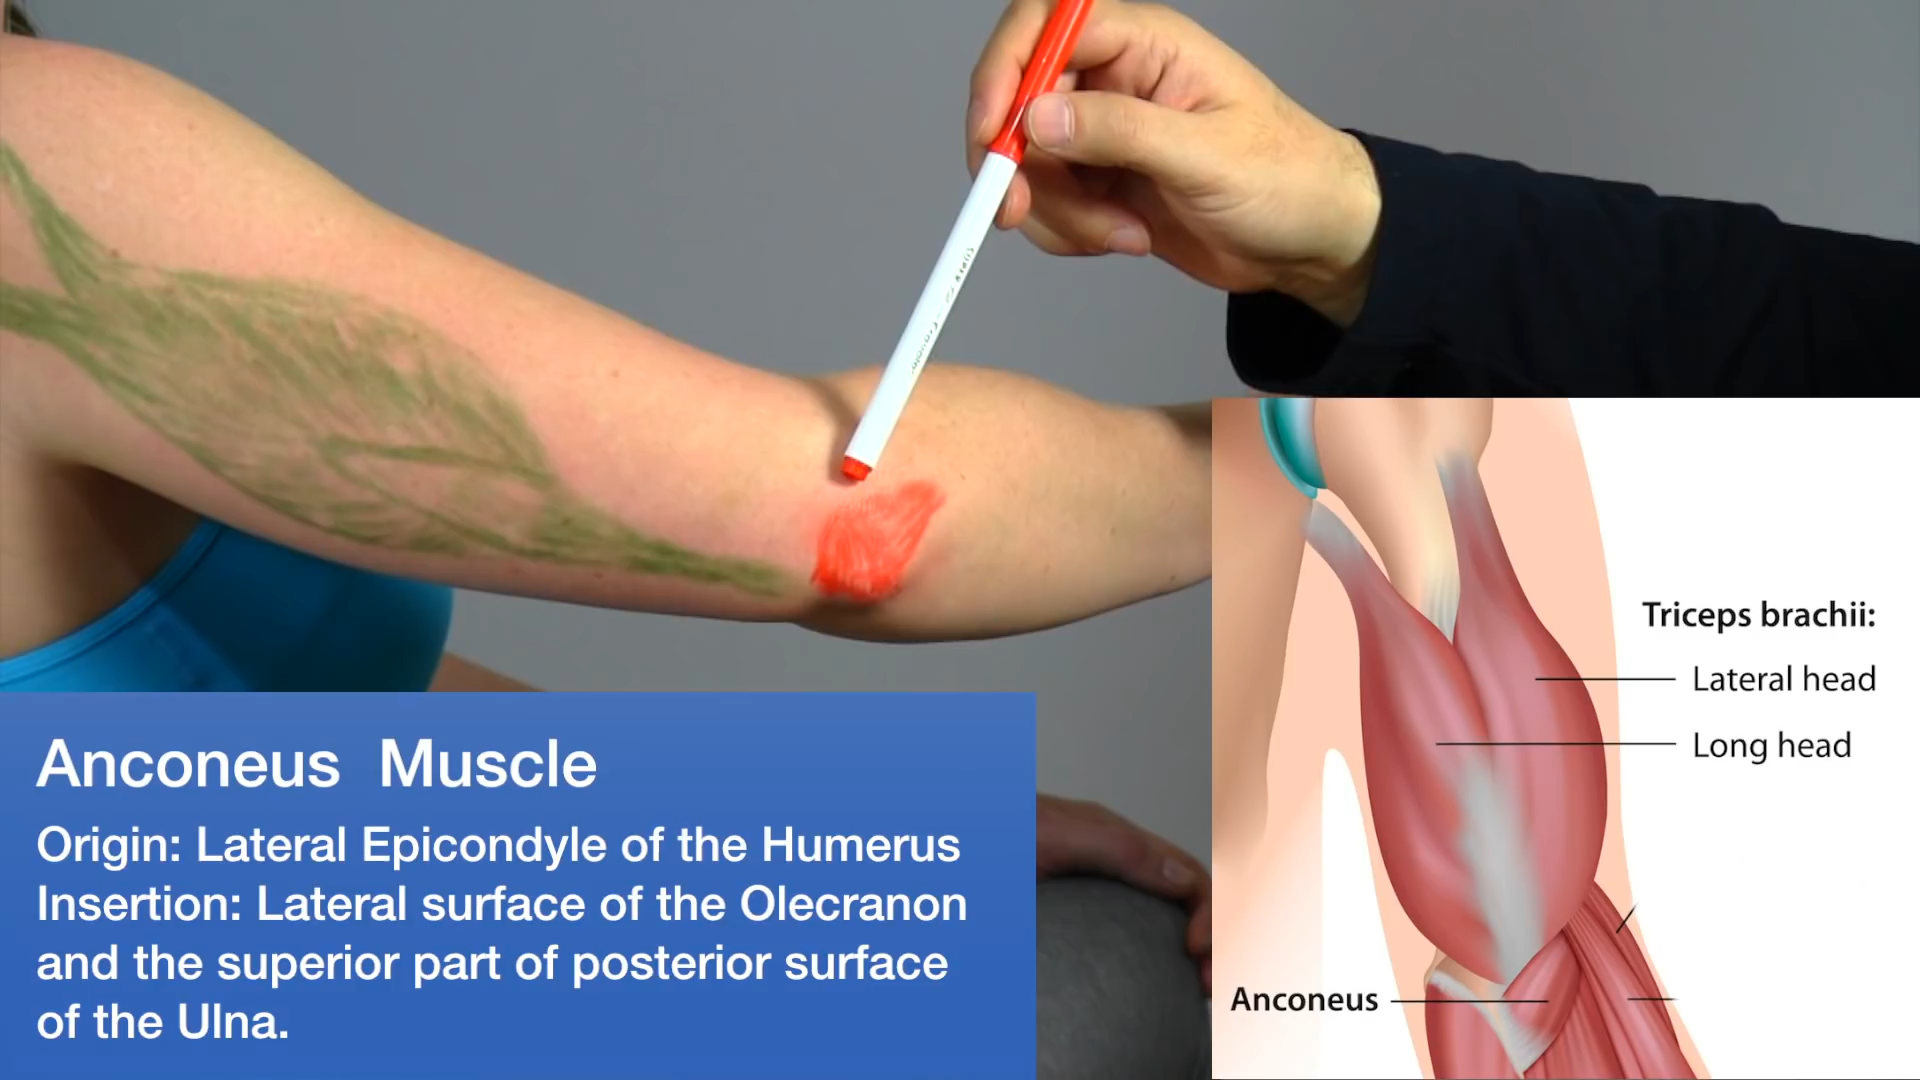 Anconeus Muscle
Origin: Lateral Epicondyle of the Humerus
Insertion: Lateral surface of the Olecranon
and the superior part of posterior surface
of the Ulna.
Triceps brachii:
Lateral head
Long head
Anconeus